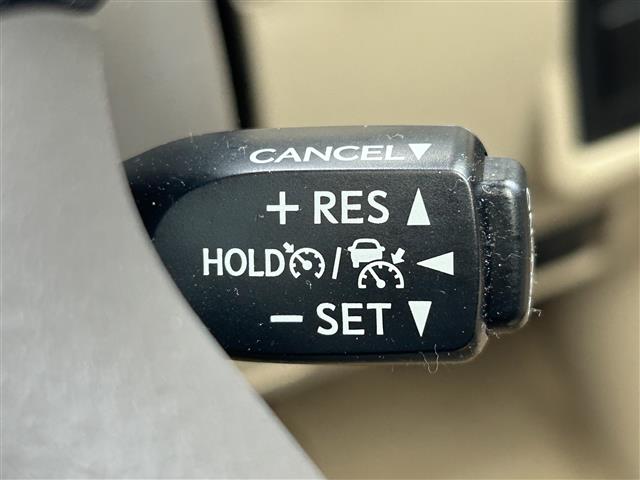 CANCEL▼
+ RES ▲
HOLD / ◀
− SET ▼